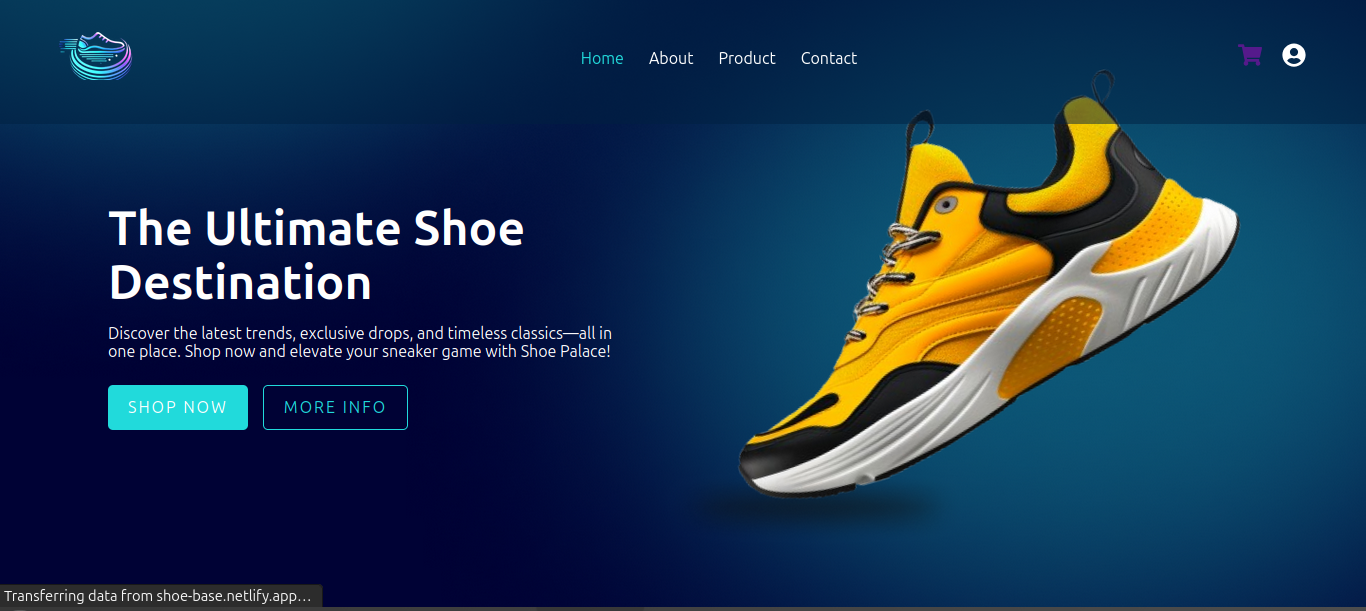 Home About Product Contact
The Ultimate Shoe
Destination
Discover the latest trends, exclusive drops, and timeless classics—all in
one place. Shop now and elevate your sneaker game with Shoe Palace!
SHOP NOW MORE INFO
Transferring data from shoe-base.netlify.app…